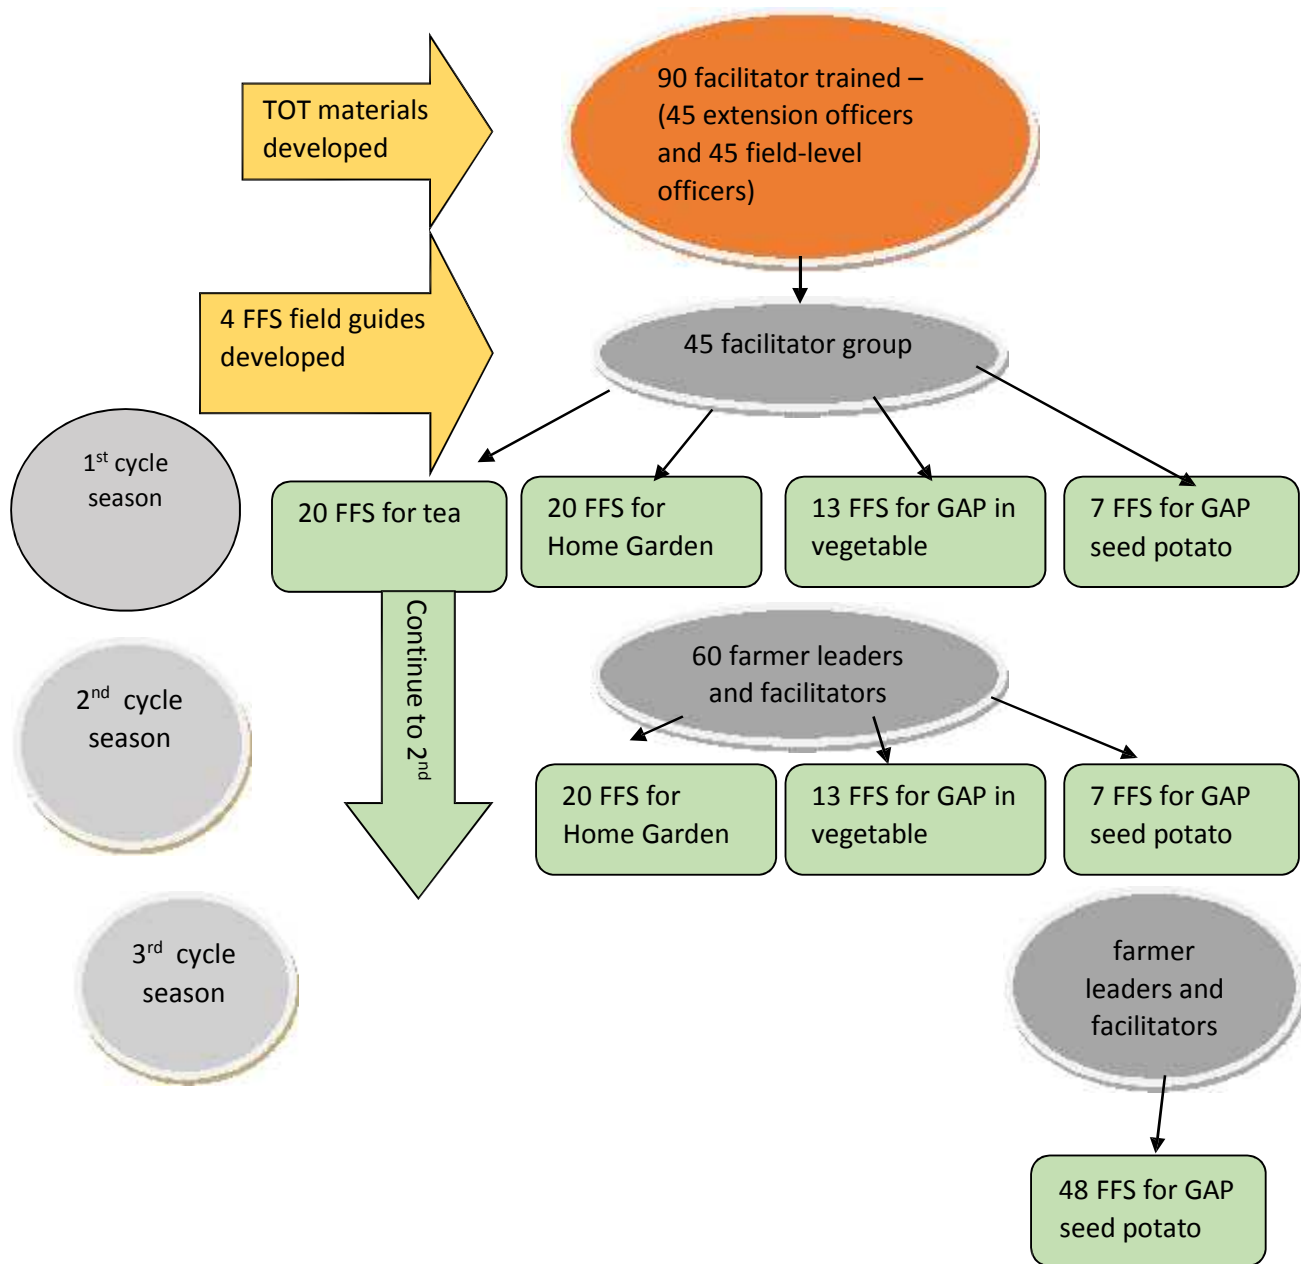 90 facilitator trained –
(45 extension officers
and 45 field-level
officers)
TOT materials
developed
4 FFS field guides
developed
45 facilitator group
1st cycle
season
20 FFS for tea
20 FFS for
Home Garden
13 FFS for GAP in
vegetable
7 FFS for GAP
seed potato
Continue to 2nd
60 farmer leaders
and facilitators
2nd cycle
season
20 FFS for
Home Garden
13 FFS for GAP in
vegetable
7 FFS for GAP
seed potato
3rd cycle
season
farmer
leaders and
facilitators
48 FFS for GAP
seed potato